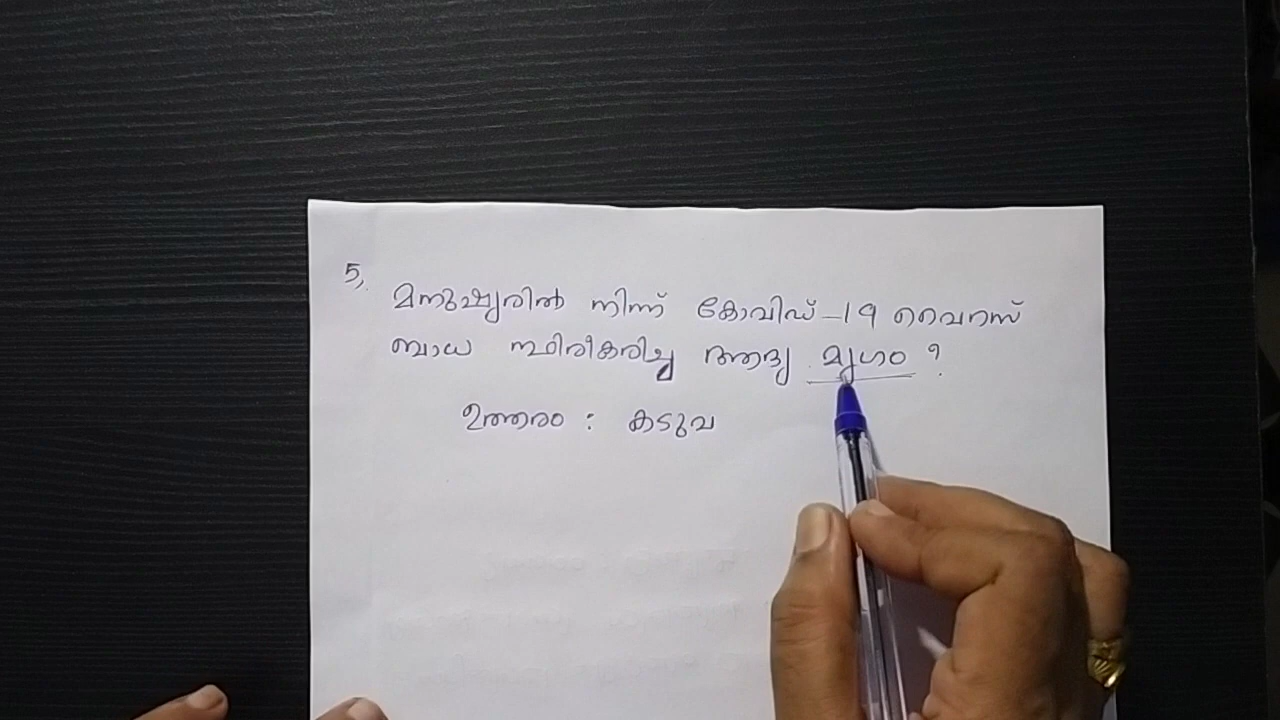 5,
മനുഷ്യരിൽ നിന്ന് കോവിഡ്-19 വൈറസ്
ബാധ സ്ഥിരീകരിച്ച ആദ്യ മൃഗം ?
ഉത്തരം : കടുവ